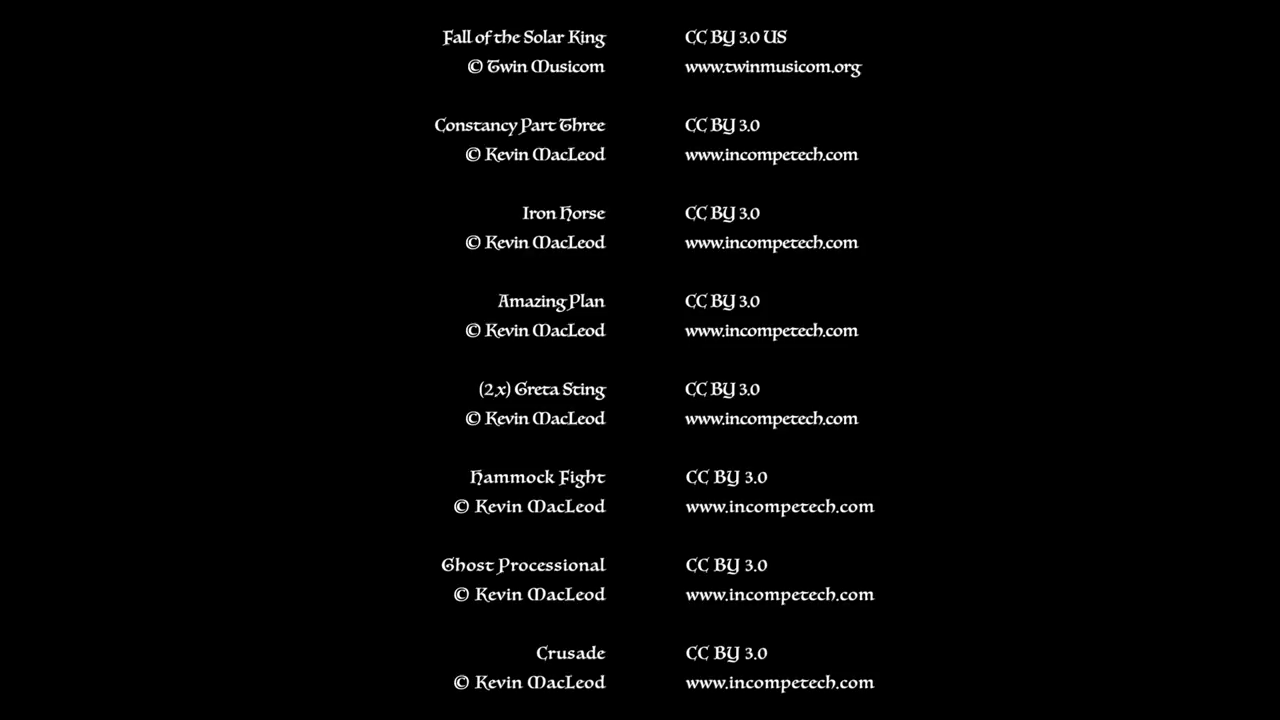 Fall of the Solar King CC BY 3.0 US
© Twin Musicom www.twinmusicom.org
Constancy Part Three CC BY 3.0
© Kevin MacLeod www.incompetech.com
Iron Horse CC BY 3.0
© Kevin MacLeod www.incompetech.com
Amazing Plan CC BY 3.0
© Kevin MacLeod www.incompetech.com
(2x) Greta Sting CC BY 3.0
© Kevin MacLeod www.incompetech.com
Hammock Fight CC BY 3.0
© Kevin MacLeod www.incompetech.com
Ghost Processional CC BY 3.0
© Kevin MacLeod www.incompetech.com
Crusade CC BY 3.0
© Kevin MacLeod www.incompetech.com